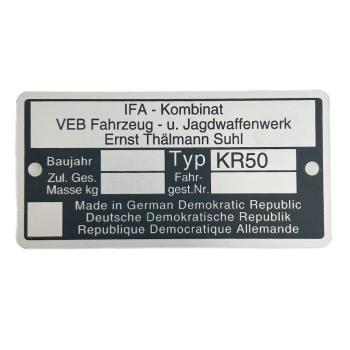 IFA - Kombinat
VEB Fahrzeug - u. Jagdwaffenwerk
Ernst Thälmann Suhl
Baujahr Typ KR50
Zul. Ges. Fahr-
Masse kg gest.Nr.
Made in German Demokratic Republic
Deutsche Demokratische Republik
Republique Democratique Allemande